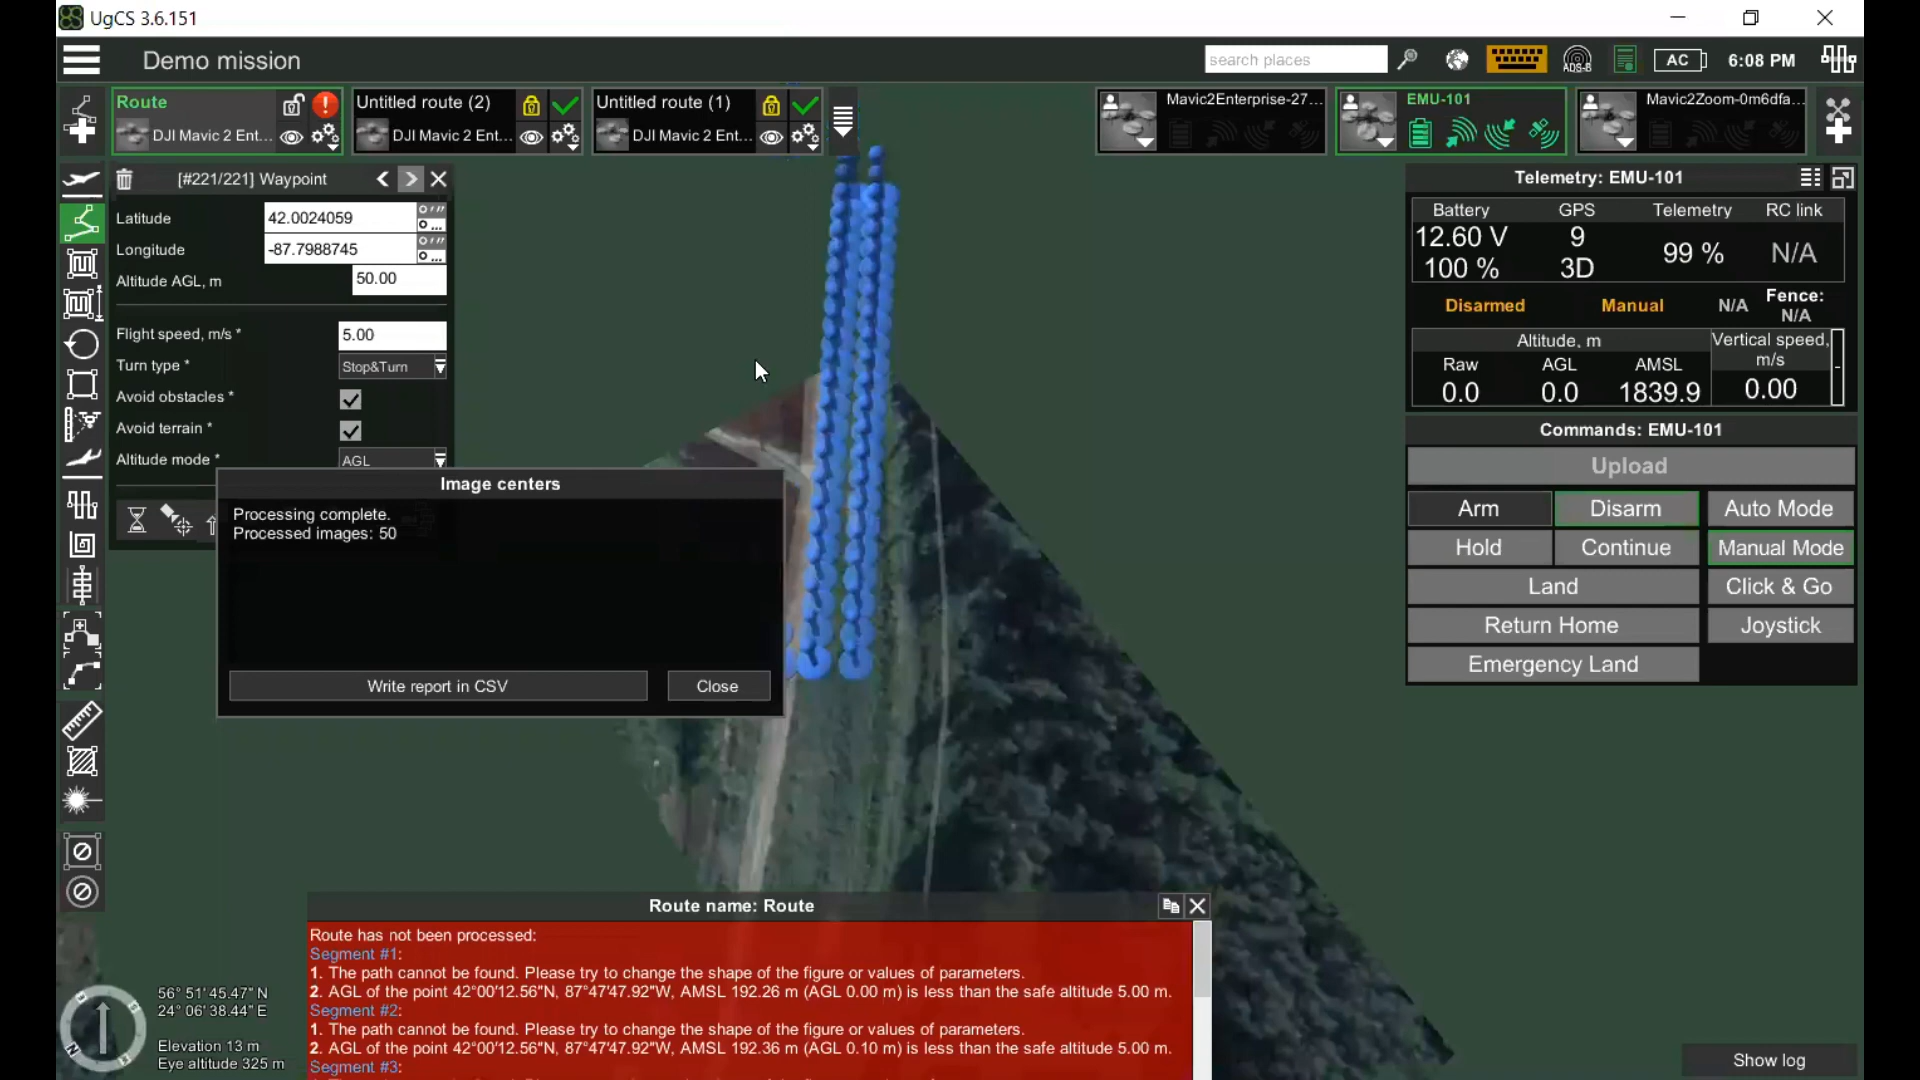 UgCS 3.6.151
Demo mission
search places
ADS-B
AC
6:08 PM
Route
DJI Mavic 2 Ent...
Untitled route (2)
DJI Mavic 2 Ent...
Untitled route (1)
DJI Mavic 2 Ent...
Mavic2Enterprise-27...
EMU-101
Mavic2Zoom-0m6dfa...
[#221/221] Waypoint
Latitude
42.0024059
Longitude
-87.7988745
Altitude AGL, m
50.00
Flight speed, m/s *
5.00
Turn type *
Stop&Turn
Avoid obstacles *
Avoid terrain *
Altitude mode *
AGL
Image centers
Processing complete.
Processed images: 50
Write report in CSV
Close
Telemetry: EMU-101
Battery GPS Telemetry RC link
12.60 V 9 99 % N/A
100 % 3D
Disarmed Manual N/A Fence: N/A
Altitude, m
Vertical speed, m/s
Raw AGL AMSL
0.0 0.0 1839.9 0.00
Commands: EMU-101
Upload
Arm Disarm Auto Mode
Hold Continue Manual Mode
Land Click & Go
Return Home Joystick
Emergency Land
Route name: Route
Route has not been processed:
Segment #1:
1. The path cannot be found. Please try to change the shape of the figure or values of parameters.
2. AGL of the point 42°00'12.56"N, 87°47'47.92"W, AMSL 192.26 m (AGL 0.00 m) is less than the safe altitude 5.00 m.
Segment #2:
1. The path cannot be found. Please try to change the shape of the figure or values of parameters.
2. AGL of the point 42°00'12.56"N, 87°47'47.92"W, AMSL 192.36 m (AGL 0.10 m) is less than the safe altitude 5.00 m.
Segment #3:
N
56° 51' 45.47" N
24° 06' 38.44" E
Elevation 13 m
Eye altitude 325 m
Show log